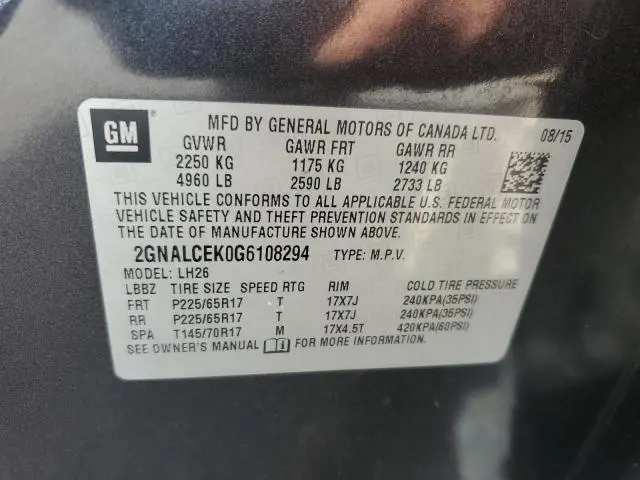 GM
MFD BY GENERAL MOTORS OF CANADA LTD. 08/15
GVWR GAWR FRT GAWR RR
2250 KG 1175 KG 1240 KG
4960 LB 2590 LB 2733 LB
THIS VEHICLE CONFORMS TO ALL APPLICABLE U.S. FEDERAL MOTOR
VEHICLE SAFETY AND THEFT PREVENTION STANDARDS IN EFFECT ON
THE DATE OF MANUFACTURE SHOWN ABOVE.
2GNALCEK0G6108294 TYPE: M.P.V.
MODEL: LH26
LBBZ TIRE SIZE SPEED RTG RIM COLD TIRE PRESSURE
FRT P225/65R17 T 17X7J 240KPA(35PSI)
RR P225/65R17 T 17X7J 240KPA(35PSI)
SPA T145/70R17 M 17X4.5T 420KPA(60PSI)
SEE OWNER'S MANUAL FOR MORE INFORMATION.